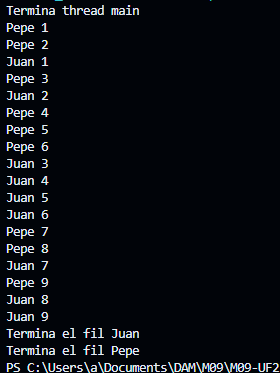 Termina thread main
Pepe 1
Pepe 2
Juan 1
Pepe 3
Juan 2
Pepe 4
Pepe 5
Pepe 6
Juan 3
Juan 4
Juan 5
Juan 6
Pepe 7
Pepe 8
Juan 7
Pepe 9
Juan 8
Juan 9
Termina el fil Juan
Termina el fil Pepe
PS C:\Users\a\Documents\DAM\M09\M09-UF2